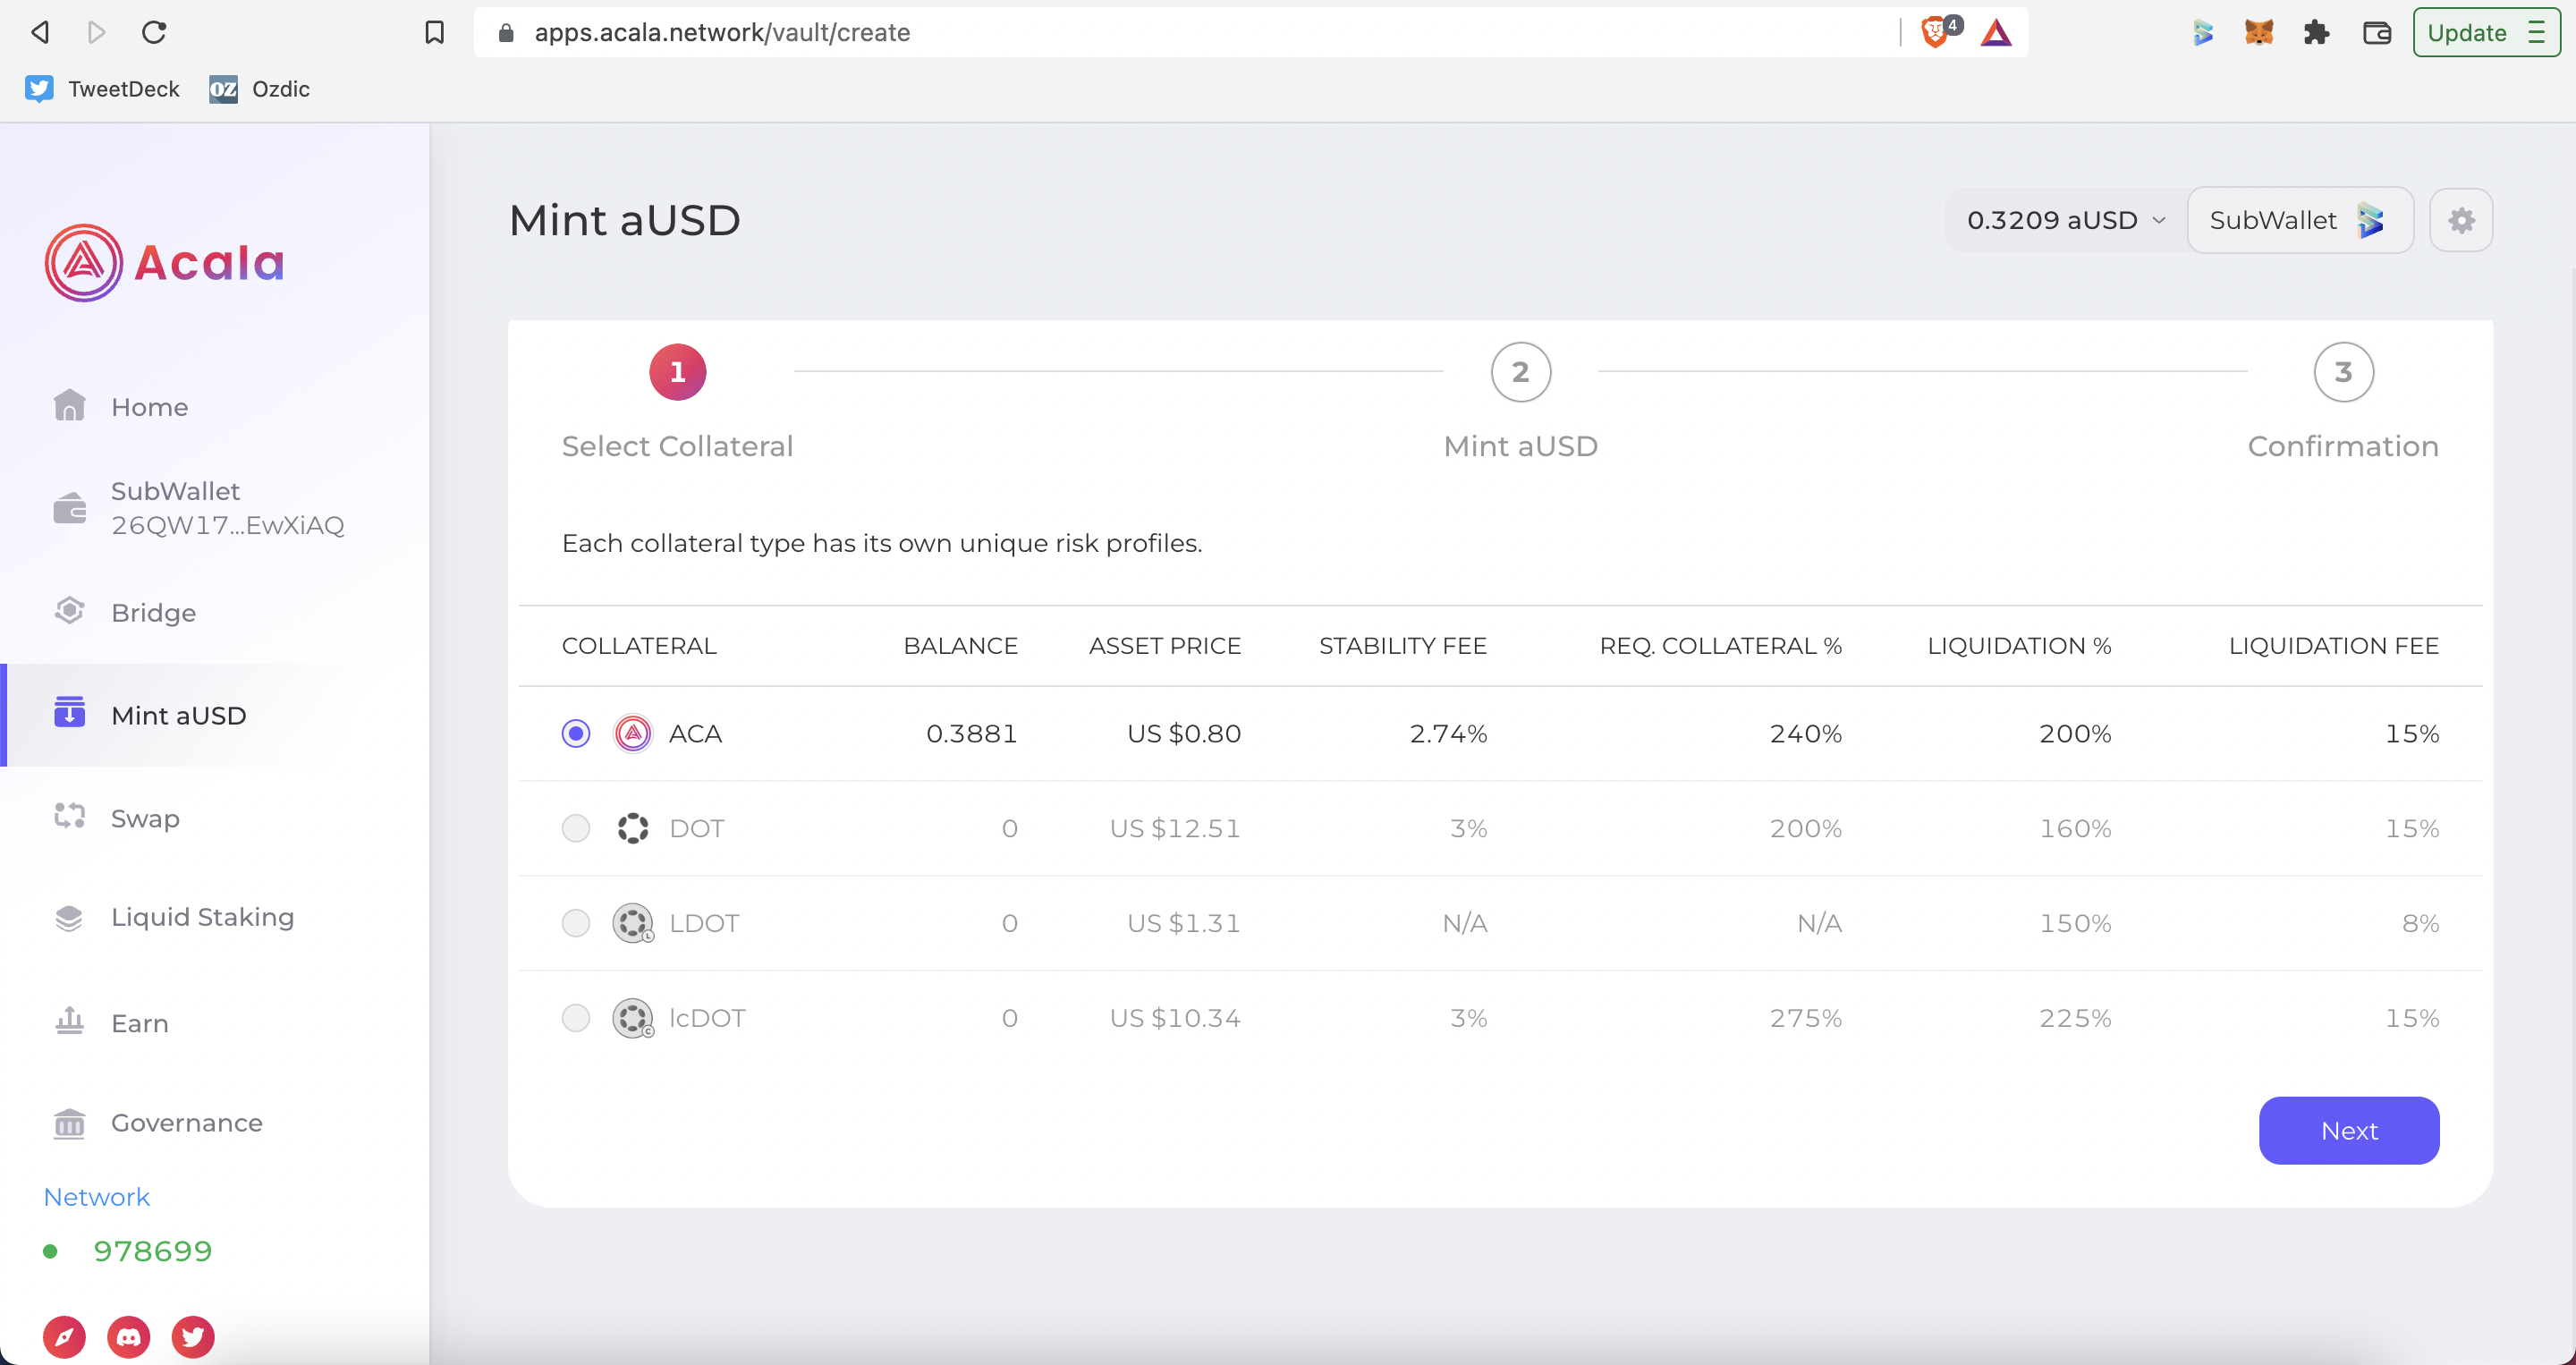 apps.acala.network/vault/create
4
Update
TweetDeck
OZ
Ozdic
Acala
Home
SubWallet
26QW17...EwXiAQ
Bridge
Mint aUSD
Swap
Liquid Staking
Earn
Governance
Network
978699
Mint aUSD
0.3209 aUSD
SubWallet
1 2 3
Select Collateral Mint aUSD Confirmation
Each collateral type has its own unique risk profiles.
COLLATERAL BALANCE ASSET PRICE STABILITY FEE REQ. COLLATERAL % LIQUIDATION % LIQUIDATION FEE
ACA 0.3881 US $0.80 2.74% 240% 200% 15%
DOT 0 US $12.51 3% 200% 160% 15%
L LDOT 0 US $1.31 N/A N/A 150% 8%
C lcDOT 0 US $10.34 3% 275% 225% 15%
Next